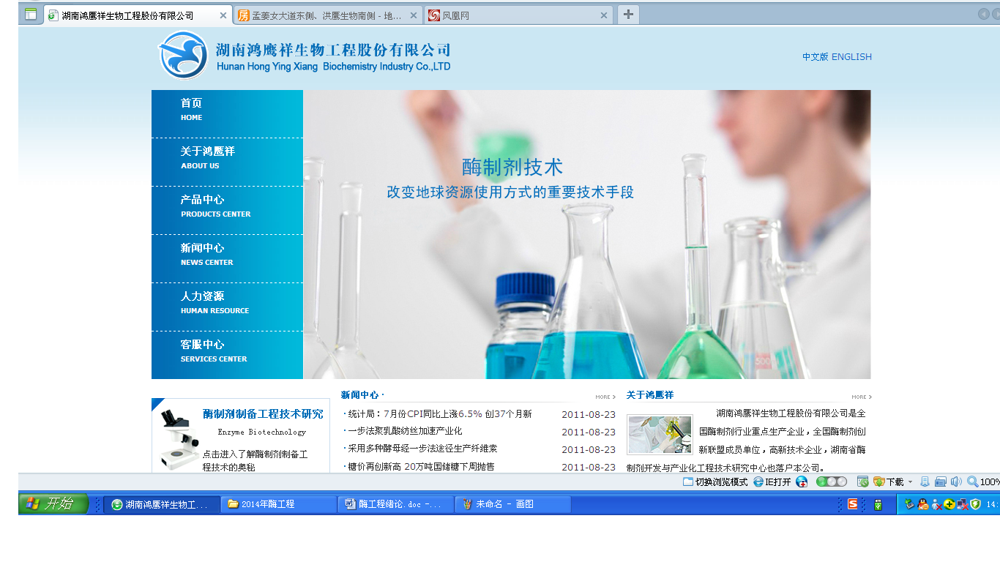 湖南鸿鹰祥生物工程股份有限公司
孟姜女大道东侧、洪鹰生物南侧 - 地...
凤凰网
湖南鸿鹰祥生物工程股份有限公司
Hunan Hong Ying Xiang Biochemistry Industry Co.,LTD
中文版 ENGLISH
首页
HOME
关于鸿鹰祥
ABOUT US
产品中心
PRODUCTS CENTER
新闻中心
NEWS CENTER
人力资源
HUMAN RESOURCE
客服中心
SERVICES CENTER
酶制剂技术
改变地球资源使用方式的重要技术手段
500
酶制剂制备工程技术研究
Enzyme Biotechnology
点击进入了解酶制剂制备工
程技术的奥秘
新闻中心 ·
MORE >
·统计局：7月份CPI同比上涨6.5% 创37个月新 2011-08-23
·一步法聚乳酸纺丝加速产业化 2011-08-23
·采用多种酵母经一步法途径生产纤维素 2011-08-23
·糖价再创新高 20万吨国储糖下周抛售 2011-08-23
关于鸿鹰祥
MORE >
湖南鸿鹰祥生物工程股份有限公司是全
国酶制剂行业重点生产企业，全国酶制剂创
新联盟成员单位，高新技术企业，湖南省酶
制剂开发与产业化工程技术研究中心也落户本公司。
切换浏览模式 IE打开 下载 100%
开始 湖南鸿鹰祥生物工... 2014年酶工程 酶工程绪论.doc -... 未命名 - 画图 14: